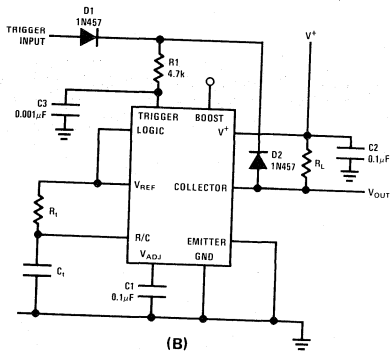 D1
1N457
TRIGGER
INPUT
V+
R1
4.7k
C3
0.001μF
TRIGGER
BOOST
LOGIC
V+
D2
1N457
RL
C2
0.1μF
VREF
COLLECTOR
VOUT
Rt
R/C
EMITTER
VADJ
GND
Ct
C1
0.1μF
(B)